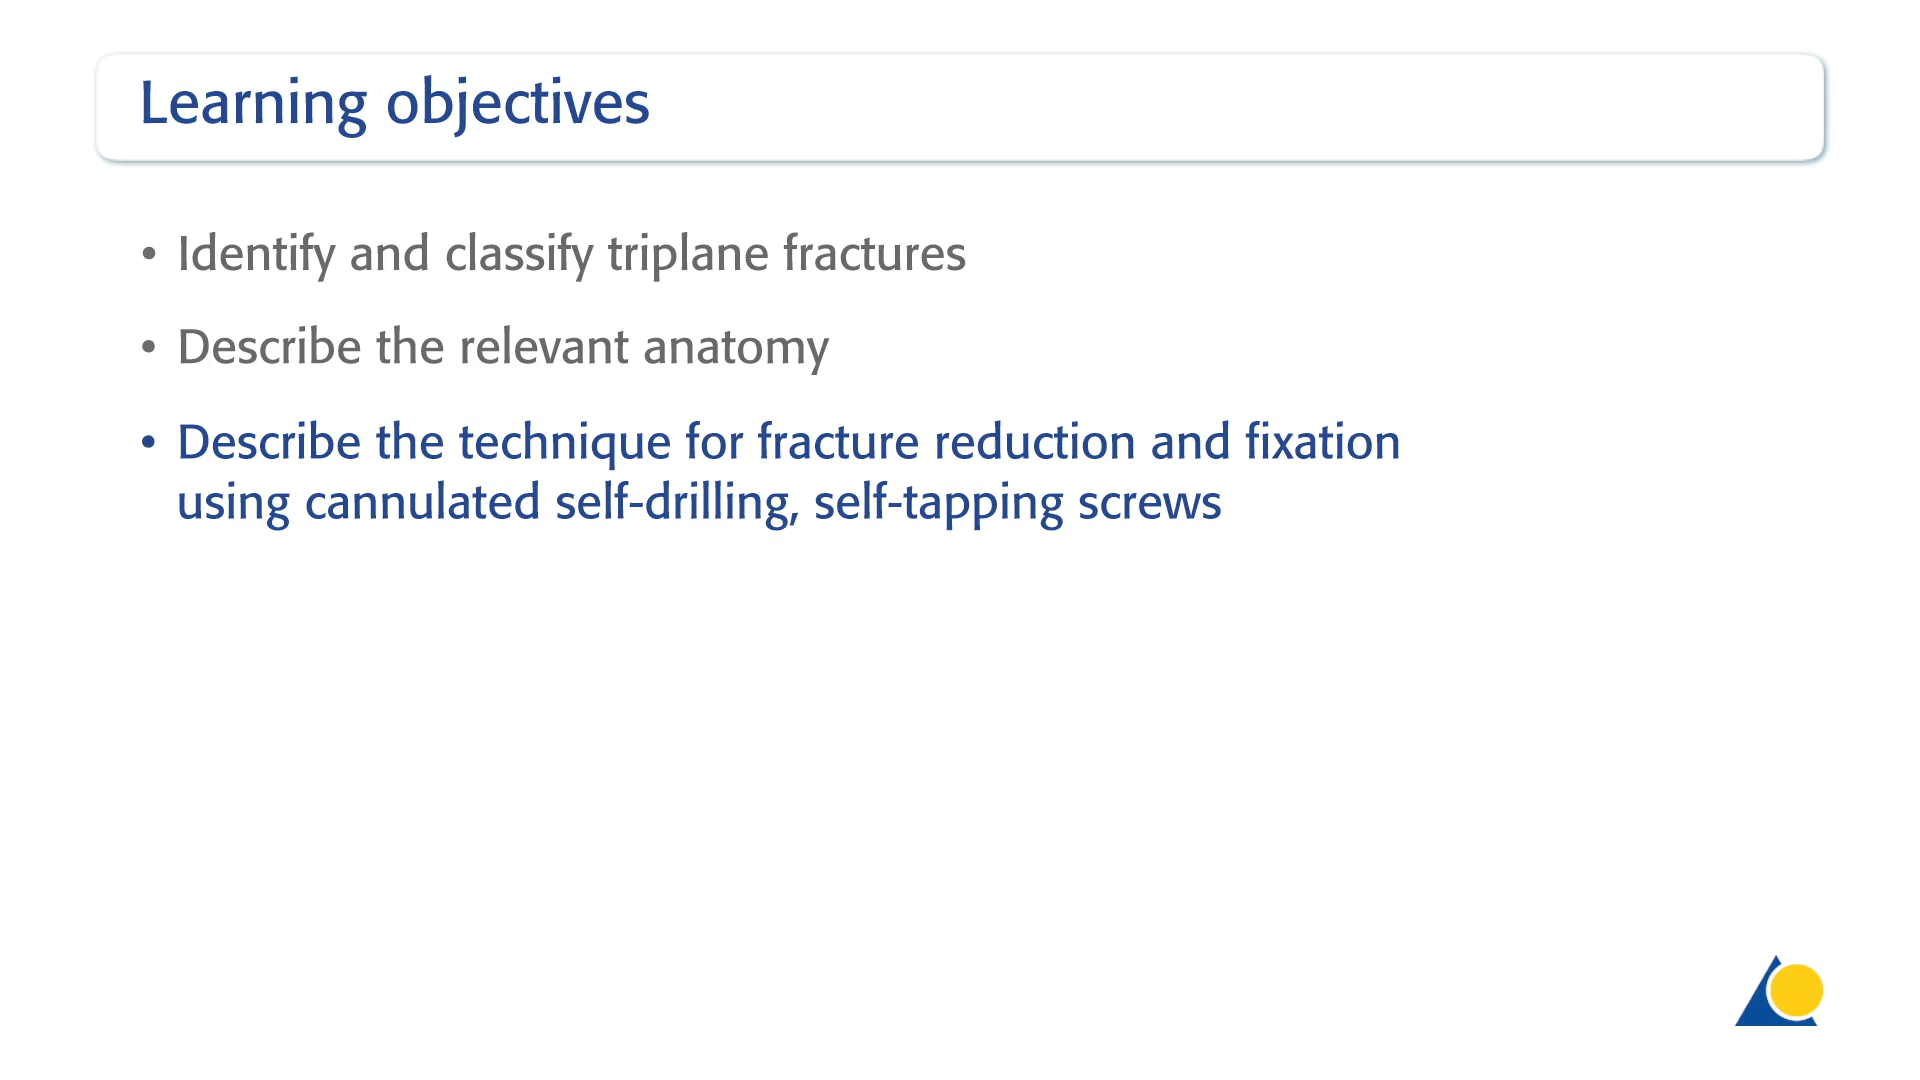 Learning objectives
• Identify and classify triplane fractures
• Describe the relevant anatomy
• Describe the technique for fracture reduction and fixation
using cannulated self-drilling, self-tapping screws